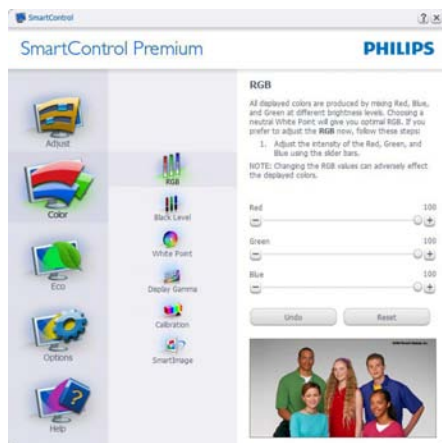 SmartControl
SmartControl Premium
PHILIPS
Adjust
Color
Eco
Options
Help
RGB
Black Level
White Point
Display Gamma
Calibration
SmartImage
RGB
All displayed colors are produced by mixing Red, Blue,
and Green at different brightness levels. Choosing a
neutral White Point will give you optimal RGB. If you
prefer to adjust the RGB now, follow these steps:
1. Adjust the intensity of the Red, Green, and
Blue using the slider bars.
NOTE: Changing the RGB values can adversely effect
the displayed colors.
Red 100
Green 100
Blue 100
Undo Reset